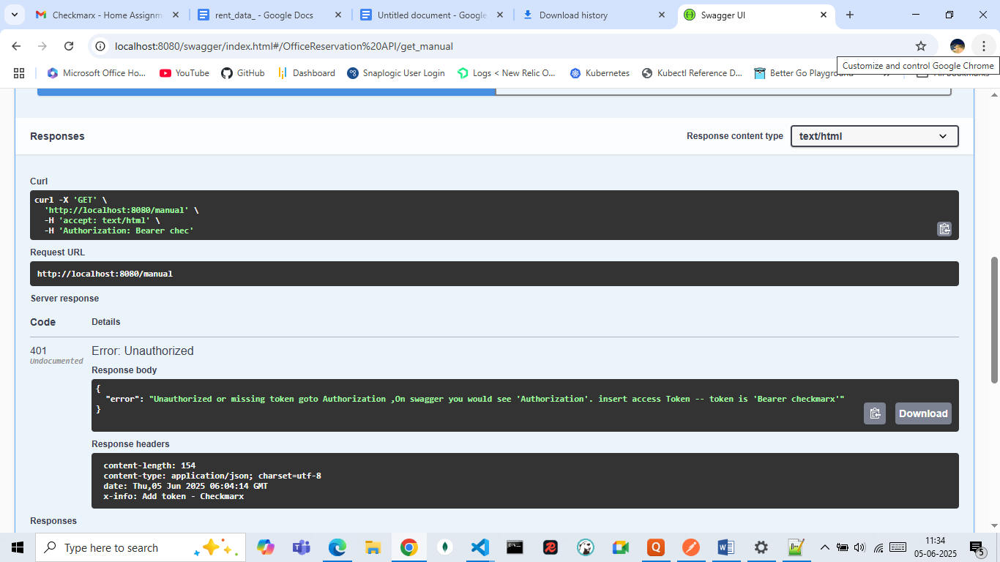 Checkmarx - Home Assignm
rent_data_ - Google Docs
Untitled document - Google
Download history
Swagger UI
localhost:8080/swagger/index.html#/OfficeReservation%20API/get_manual
Customize and control Google Chrome
Microsoft Office Ho...
YouTube
GitHub
Dashboard
Snaplogic User Login
Logs < New Relic O...
Kubernetes
Kubectl Reference D...
Better Go Playground
All Bookmarks
Responses
Response content type
text/html
Curl
curl -X 'GET' \
'http://localhost:8080/manual' \
-H 'accept: text/html' \
-H 'Authorization: Bearer chec'
Request URL
http://localhost:8080/manual
Server response
Code
Details
401
Undocumented
Error: Unauthorized
Response body
{
"error": "Unauthorized or missing token goto Authorization ,On swagger you would see 'Authorization'. insert access Token -- token is 'Bearer checkmarx'"
}
Download
Response headers
content-length: 154
content-type: application/json; charset=utf-8
date: Thu,05 Jun 2025 06:04:14 GMT
x-info: Add token - Checkmarx
Responses
Type here to search
11:34
05-06-2025
5